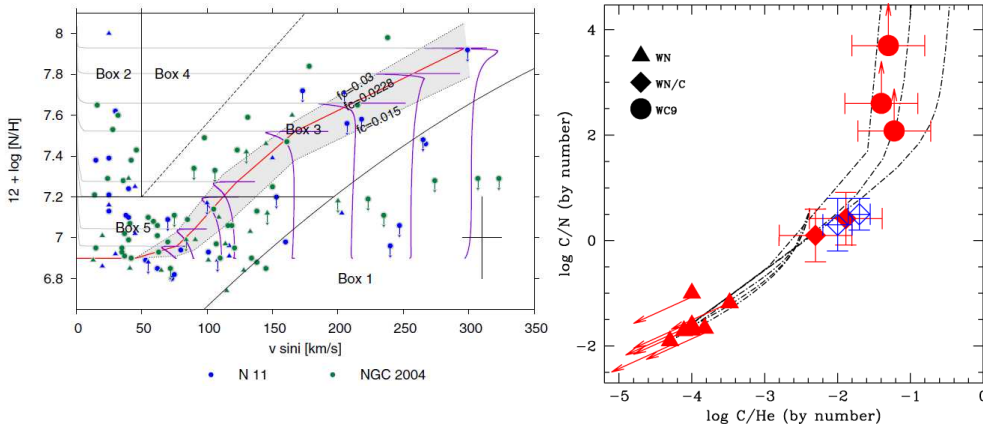 12 + log [N/H]
8
7.8
7.6
7.4
7.2
7
6.8
Box 2
Box 4
fc=0.03
fc=0.0228
fc=0.015
Box 3
Box 5
Box 1
0
50
100
150
200
250
300
350
v sini [km/s]
N 11
NGC 2004
log C/N (by number)
4
2
0
−2
WN
WN/C
WC9
−5
−4
−3
−2
−1
0
log C/He (by number)